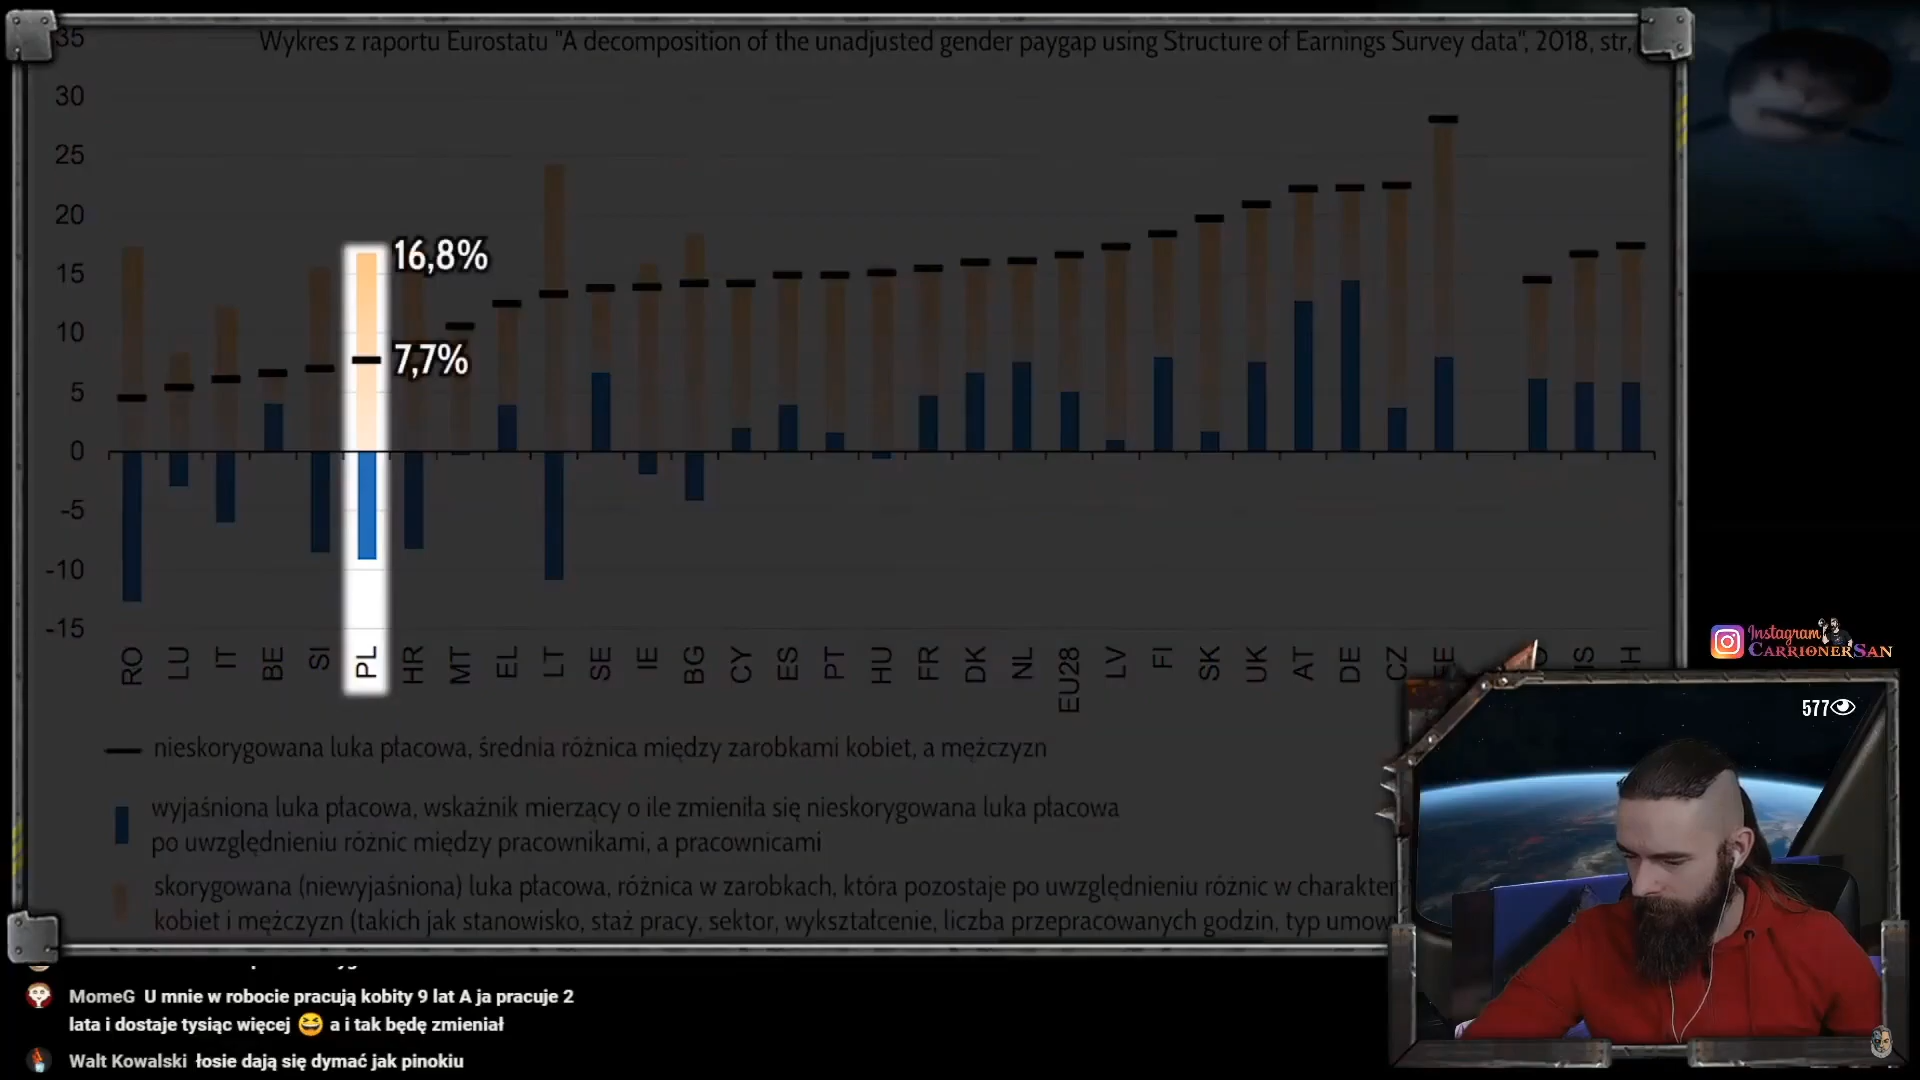 Wykres z raportu Eurostatu "A decomposition of the unadjusted gender paygap using Structure of Earnings Survey data", 2018, str,
35
30
25
20
15
10
5
0
-5
-10
-15
16,8%
7,7%
RO LU IT BE SI PL HR MT EL LT SE IE BG CY ES PT HU FR DK NL EU28 LV FI SK UK AT DE CZ
nieskorygowana luka płacowa, średnia różnica między zarobkami kobiet, a mężczyzn
wyjaśniona luka płacowa, wskaźnik mierzący o ile zmieniła się nieskorygowana luka płacowa
po uwzględnieniu różnic między pracownikami, a pracownicami
skorygowana (niewyjaśniona) luka płacowa, różnica w zarobkach, która pozostaje po uwzględnieniu różnic w charakter
kobiet i mężczyzn (takich jak stanowisko, staż pracy, sektor, wykształcenie, liczba przepracowanych godzin, typ umow
Instagram
CARRIONERSAN
577
MomeG U mnie w robocie pracują kobity 9 lat A ja pracuje 2
lata i dostaje tysiąc więcej 😆 a i tak będę zmieniał
Walt Kowalski łosie dają się dymać jak pinokiu